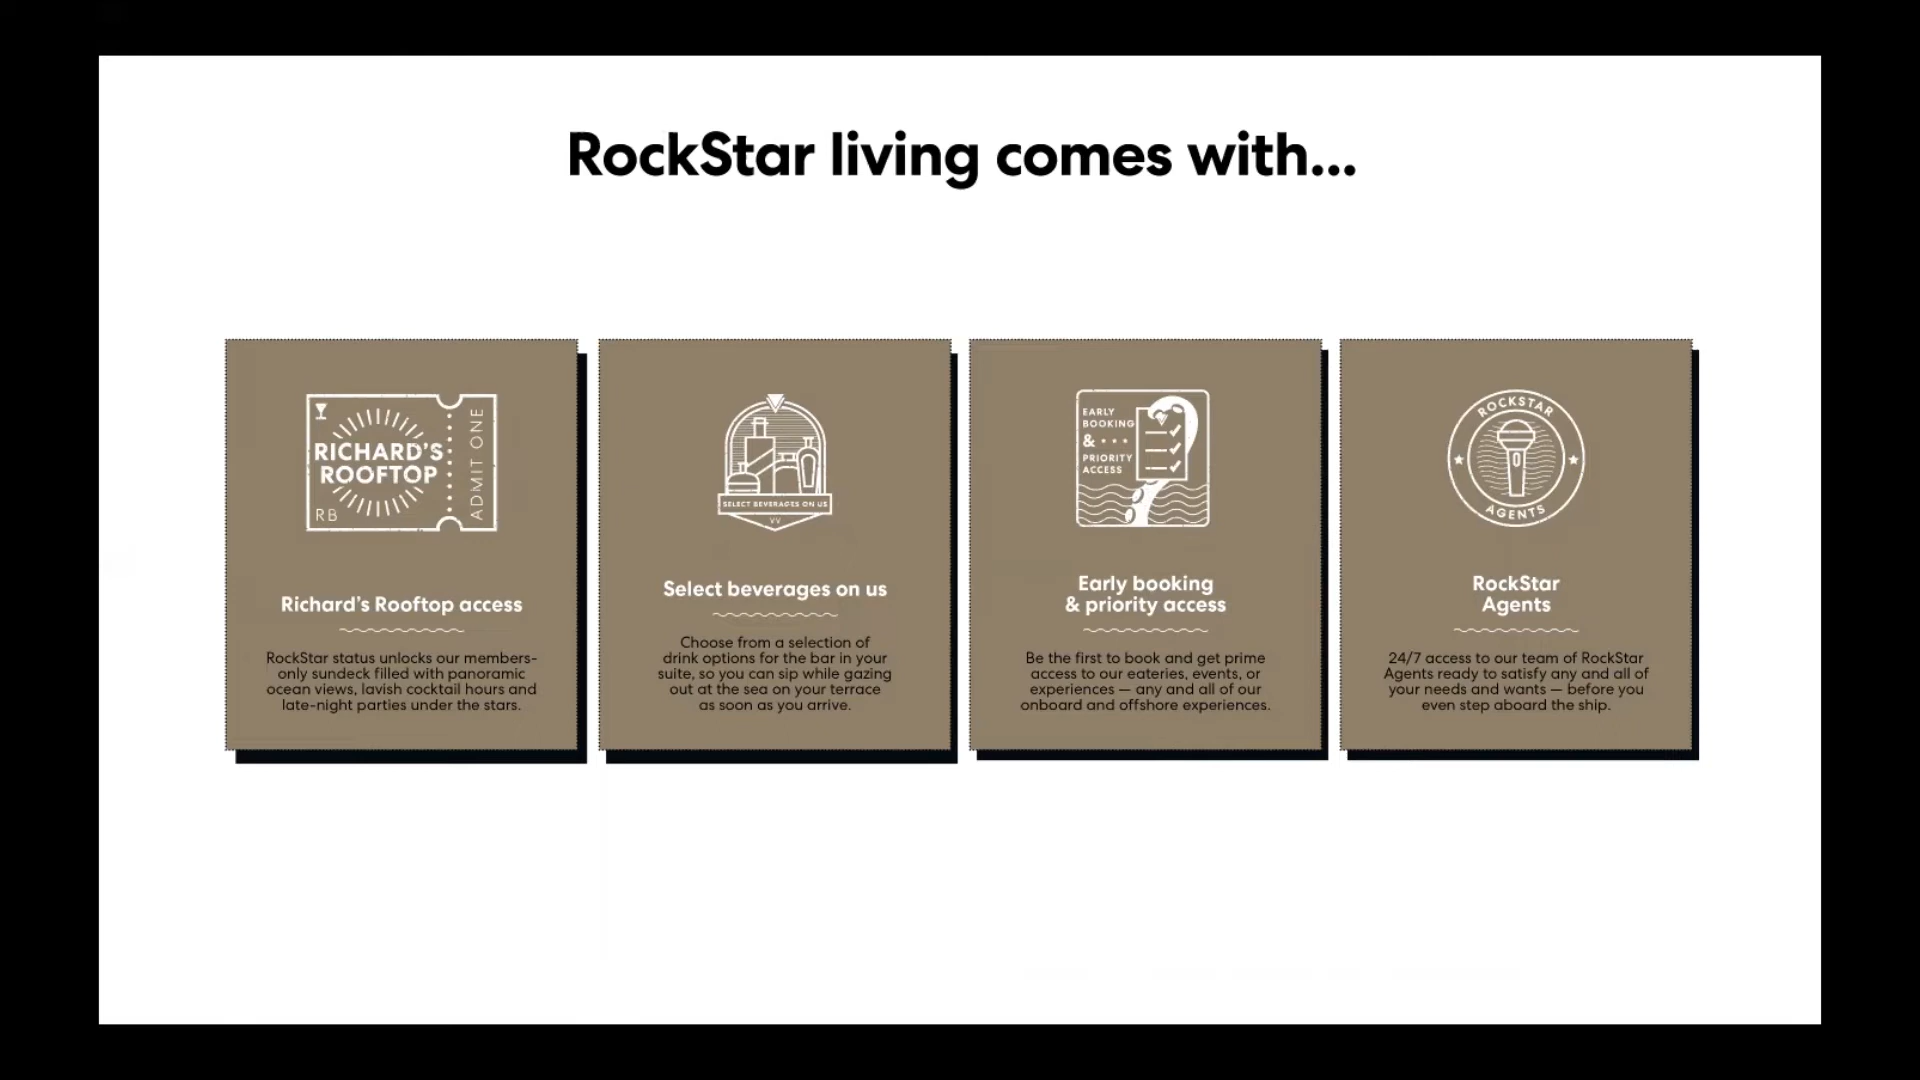 RockStar living comes with...
RICHARD'S
ROOFTOP
RB
ADMIT ONE
Richard's Rooftop access
RockStar status unlocks our members-
only sundeck filled with panoramic
ocean views, lavish cocktail hours and
late-night parties under the stars.
SELECT BEVERAGES ON US
VV
Select beverages on us
Choose from a selection of
drink options for the bar in your
suite, so you can sip while gazing
out at the sea on your terrace
as soon as you arrive.
EARLY
BOOKING
&
PRIORITY
ACCESS
Early booking
& priority access
Be the first to book and get prime
access to our eateries, events, or
experiences — any and all of our
onboard and offshore experiences.
ROCKSTAR
AGENTS
RockStar
Agents
24/7 access to our team of RockStar
Agents ready to satisfy any and all of
your needs and wants — before you
even step aboard the ship.